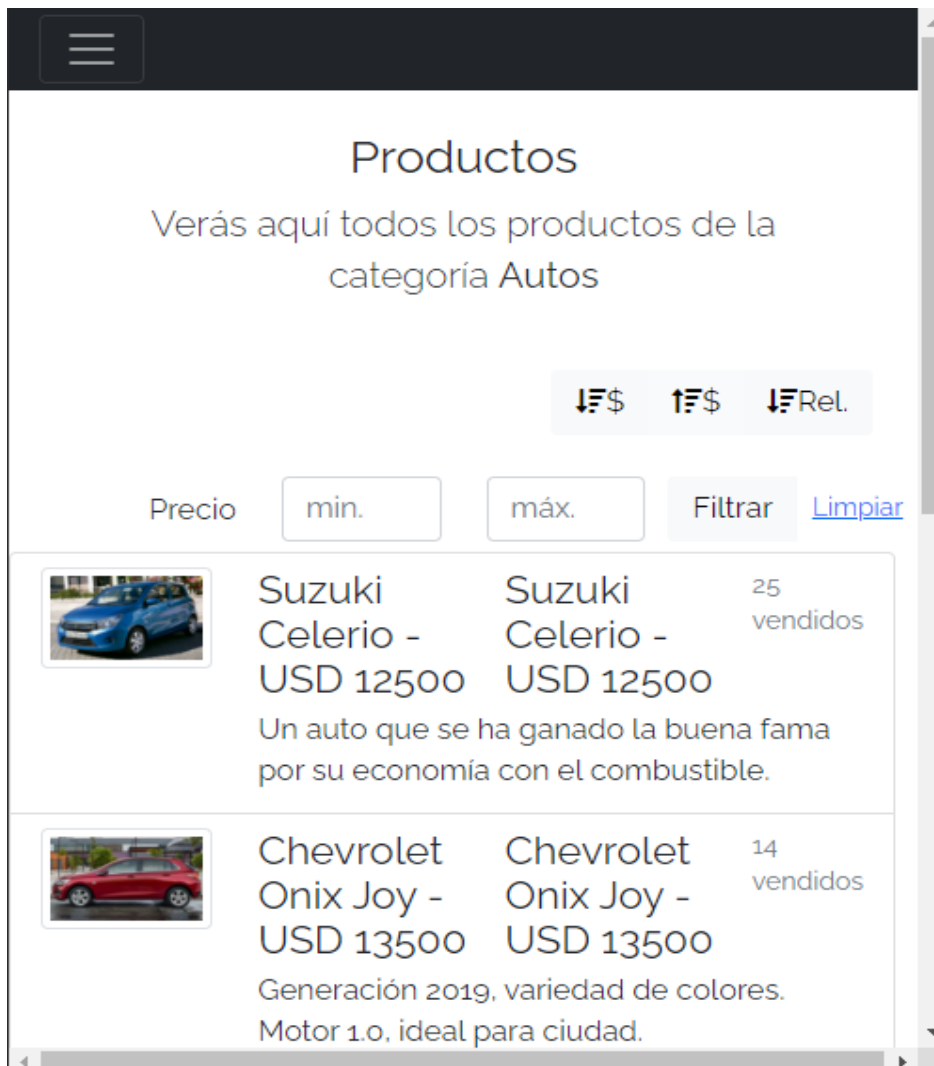 Productos
Verás aquí todos los productos de la
categoría Autos
$ $ Rel.
Precio min. máx. Filtrar Limpiar
Suzuki
Celerio -
USD 12500
Suzuki
Celerio -
USD 12500
25
vendidos
Un auto que se ha ganado la buena fama
por su economía con el combustible.
Chevrolet
Onix Joy -
USD 13500
Chevrolet
Onix Joy -
USD 13500
14
vendidos
Generación 2019, variedad de colores.
Motor 1.0, ideal para ciudad.